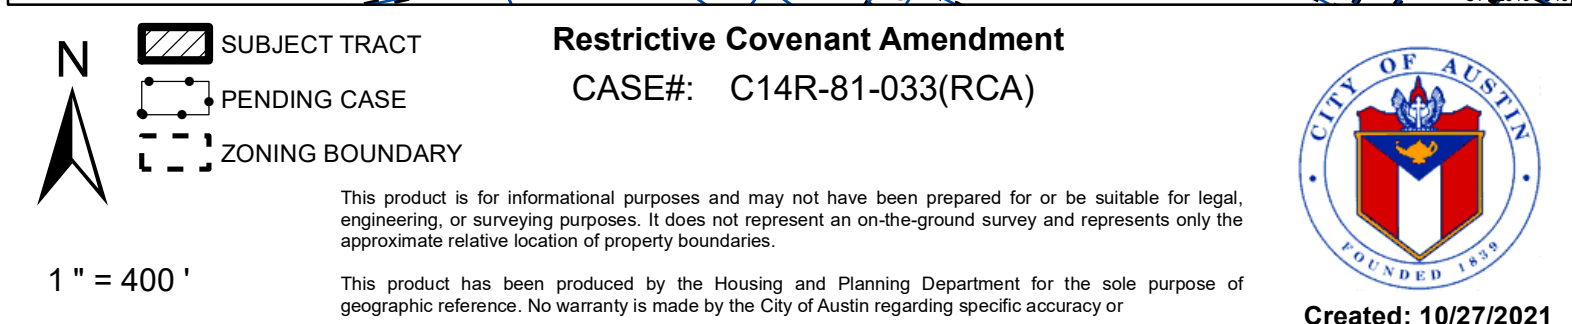 N
SUBJECT TRACT
PENDING CASE
ZONING BOUNDARY
1 " = 400 '
Restrictive Covenant Amendment
CASE#: C14R-81-033(RCA)
This product is for informational purposes and may not have been prepared for or be suitable for legal,
engineering, or surveying purposes. It does not represent an on-the-ground survey and represents only the
approximate relative location of property boundaries.
This product has been produced by the Housing and Planning Department for the sole purpose of
geographic reference. No warranty is made by the City of Austin regarding specific accuracy or
CITY OF AUSTIN
FOUNDED 1839
Created: 10/27/2021